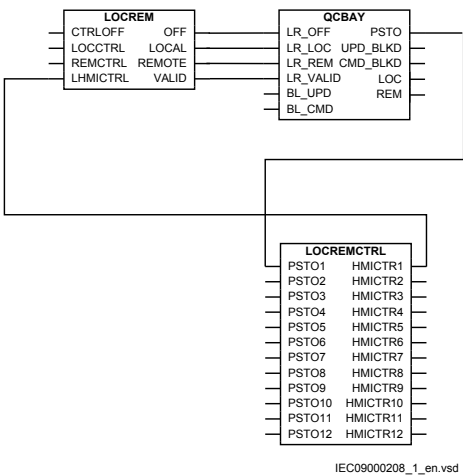 LOCREM
CTRLOFF OFF
LOCCTRL LOCAL
REMCTRL REMOTE
LHMICTRL VALID
QCBAY
LR_OFF PSTO
LR_LOC UPD_BLKD
LR_REM CMD_BLKD
LR_VALID LOC
BL_UPD REM
BL_CMD
LOCREMCTRL
PSTO1 HMICTR1
PSTO2 HMICTR2
PSTO3 HMICTR3
PSTO4 HMICTR4
PSTO5 HMICTR5
PSTO6 HMICTR6
PSTO7 HMICTR7
PSTO8 HMICTR8
PSTO9 HMICTR9
PSTO10 HMICTR10
PSTO11 HMICTR11
PSTO12 HMICTR12
IEC09000208_1_en.vsd